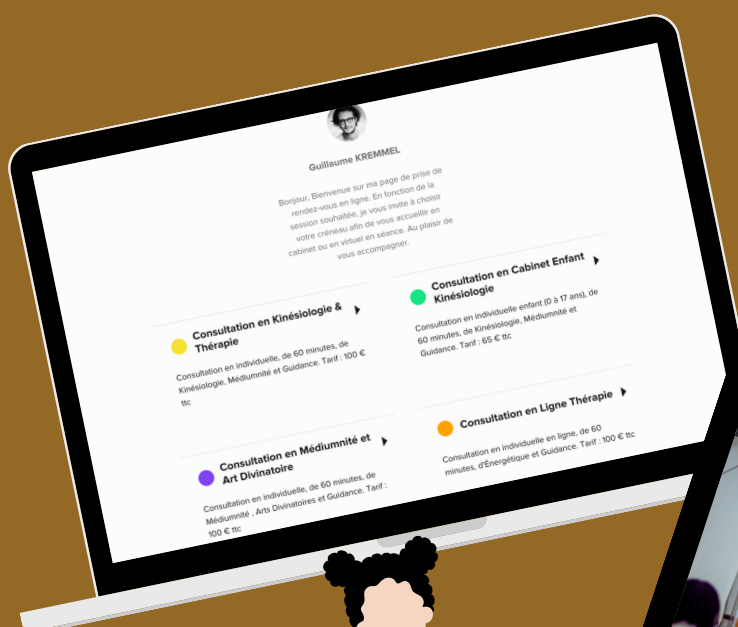 Guillaume KREMMEL
Bonjour, Bienvenue sur ma page de prise de
rendez-vous en ligne. En fonction de la
session souhaitée, je vous invite à choisir
votre créneau afin de vous accueillir en
cabinet ou en virtuel en séance. Au plaisir de
vous accompagner.
Consultation en Kinésiologie &
Thérapie
Consultation en individuelle, de 60 minutes, de
Kinésiologie, Médiumnité et Guidance. Tarif : 100 €
ttc
Consultation en Cabinet Enfant
Kinésiologie
Consultation en individuelle enfant (0 à 17 ans), de
60 minutes, de Kinésiologie, Médiumnité et
Guidance. Tarif : 65 € ttc
Consultation en Médiumnité et
Art Divinatoire
Consultation en individuelle, de 60 minutes, de
Médiumnité , Arts Divinatoires et Guidance. Tarif :
100 € ttc
Consultation en Ligne Thérapie
Consultation en individuelle en ligne, de 60
minutes, d'Énergétique et Guidance. Tarif : 100 € ttc